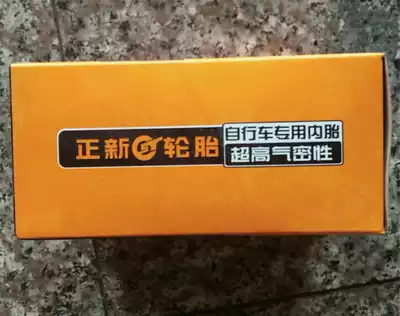 正新轮胎
自行车专用内胎
超高气密性